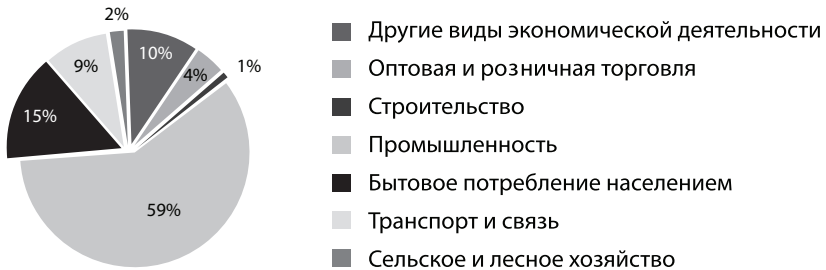 2%
10%
4%
1%
9%
15%
59%
Другие виды экономической деятельности
Оптовая и розничная торговля
Строительство
Промышленность
Бытовое потребление населением
Транспорт и связь
Сельское и лесное хозяйство